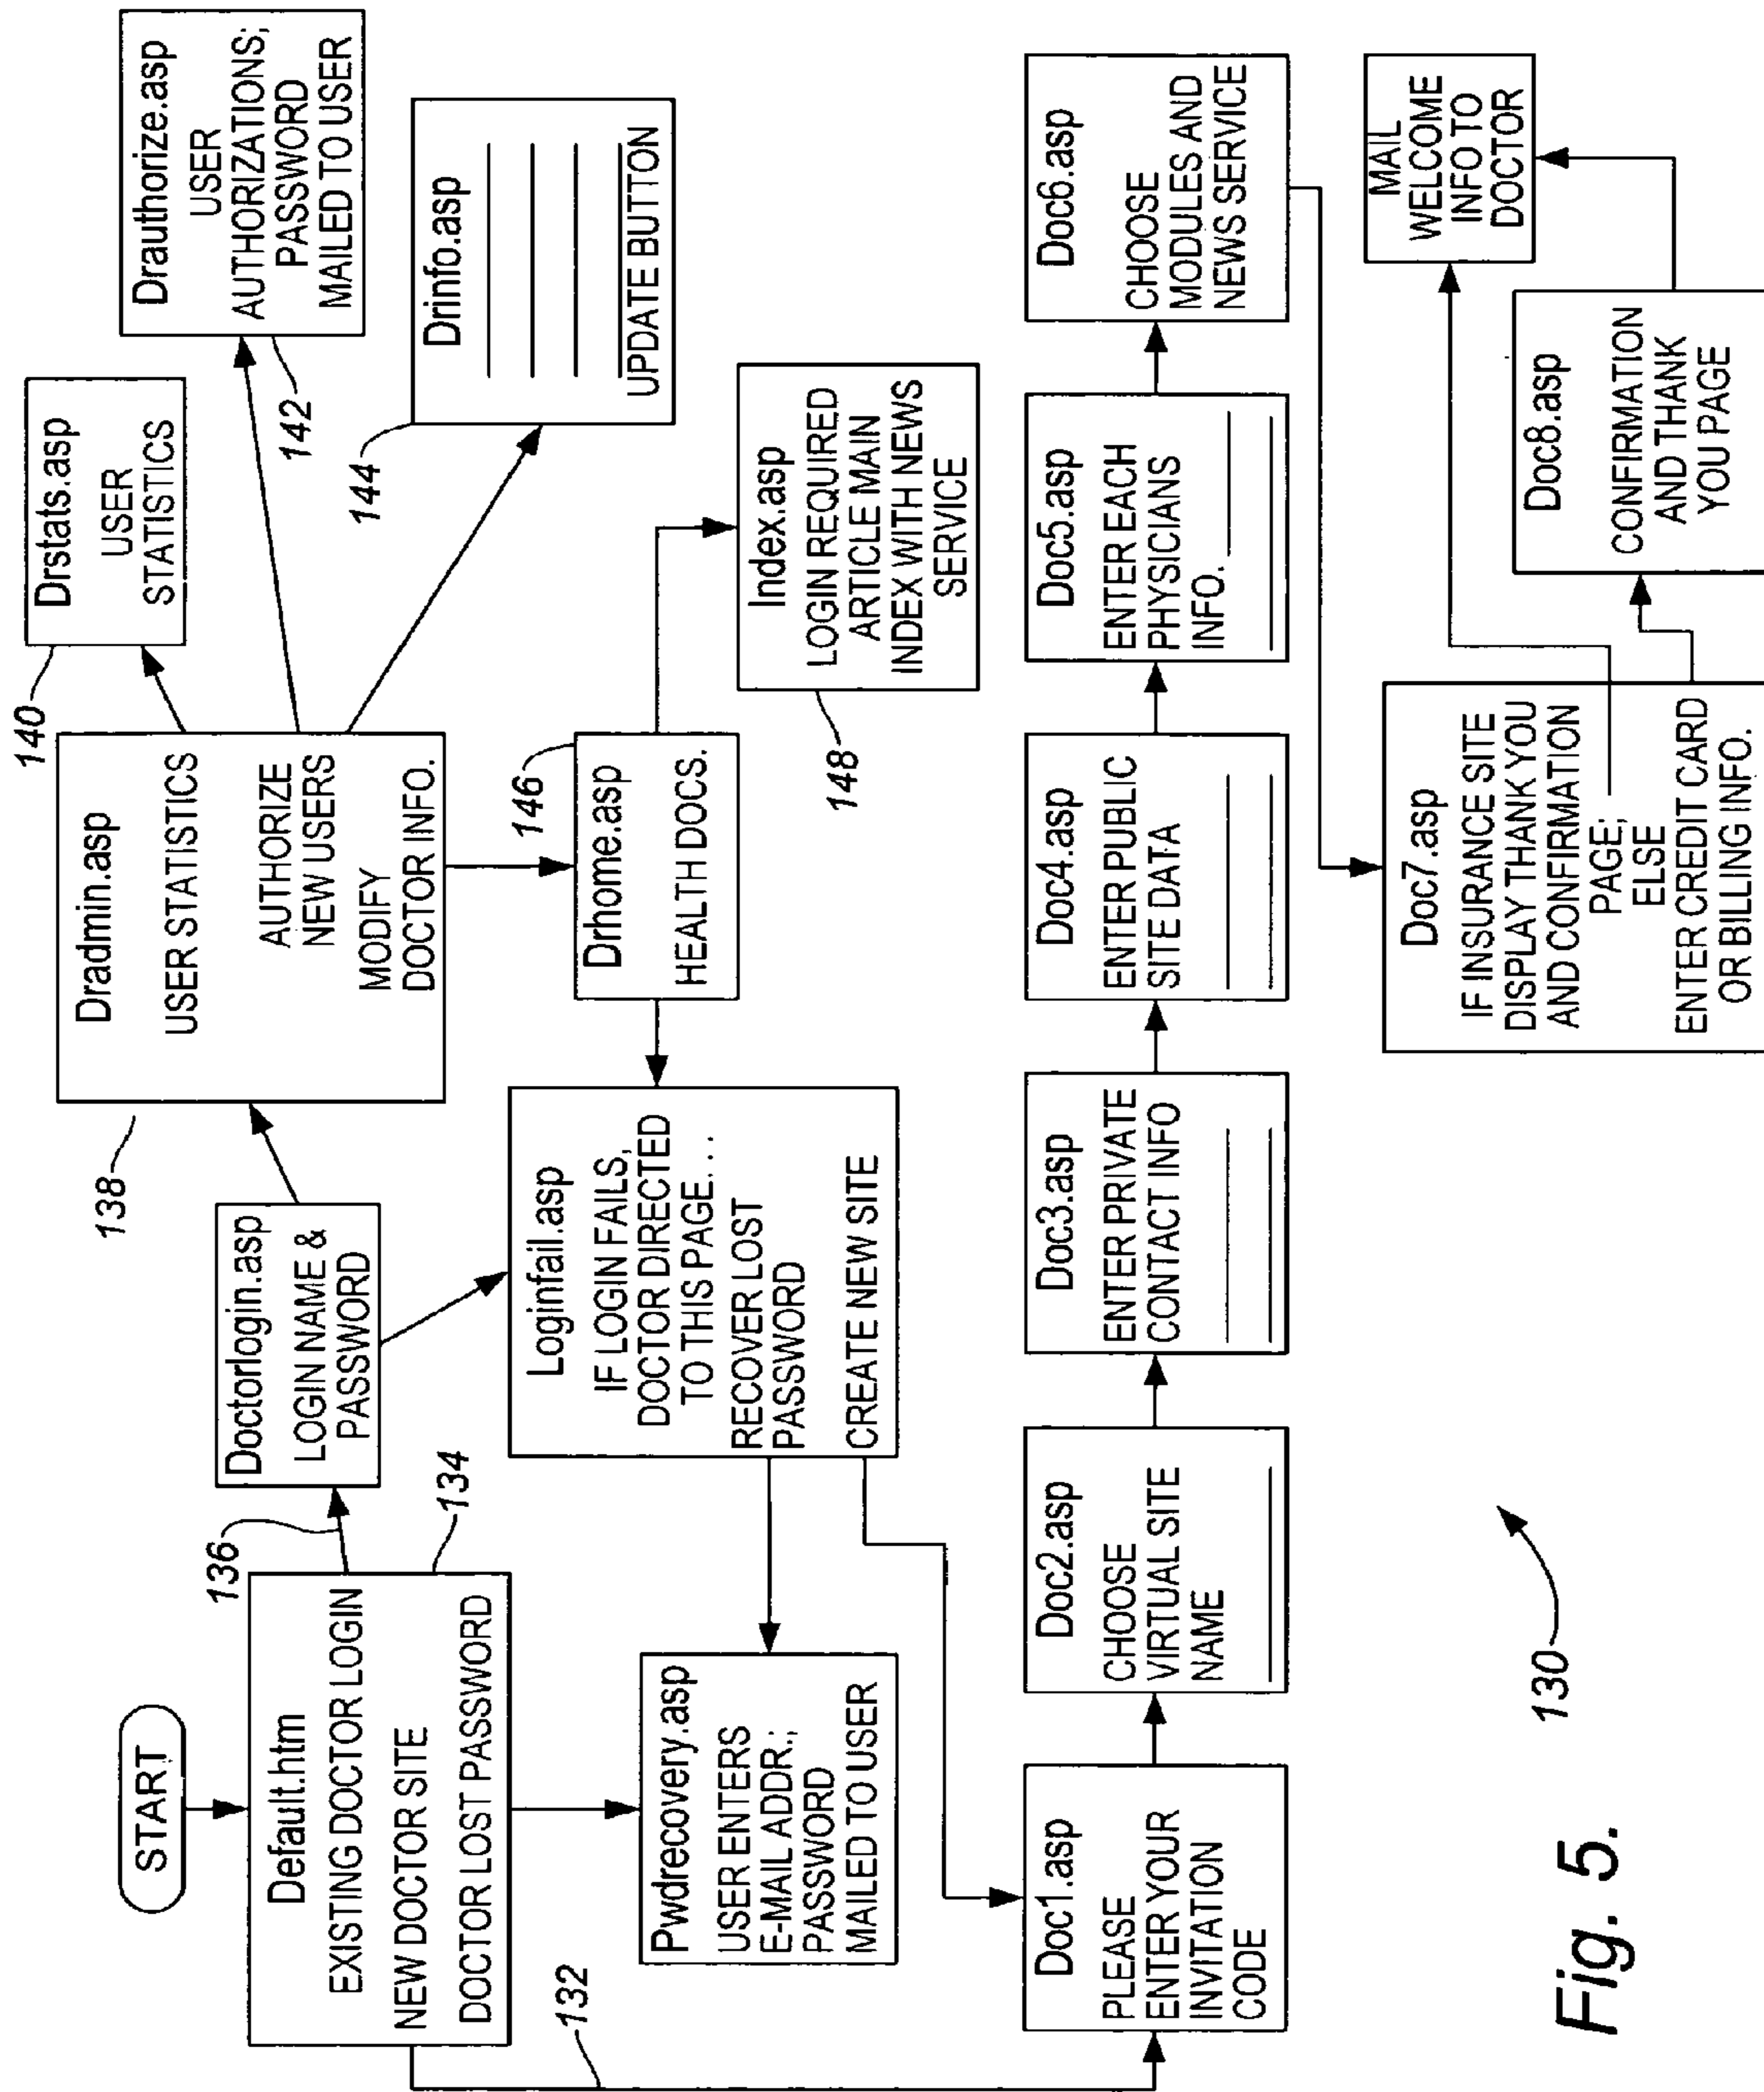 START
Default.htm
EXISTING DOCTOR LOGIN
NEW DOCTOR SITE
DOCTOR LOST PASSWORD
132
134
136
Doctorlogin.asp
LOGIN NAME &
PASSWORD
138
Dradmin.asp
USER STATISTICS
AUTHORIZE
NEW USERS
MODIFY
DOCTOR INFO.
140
Drstats.asp
USER
STATISTICS
142
Drauthorize.asp
USER
AUTHORIZATIONS;
PASSWORD
MAILED TO USER
144
Drinfo.asp
UPDATE BUTTON
146
Drhome.asp
HEALTH DOCS.
148
Index.asp
LOGIN REQUIRED
ARTICLE MAIN
INDEX WITH NEWS
SERVICE
Loginfail.asp
IF LOGIN FAILS,
DOCTOR DIRECTED
TO THIS PAGE...
RECOVER LOST
PASSWORD
CREATE NEW SITE
Pwdrecovery.asp
USER ENTERS
E-MAIL ADDR.;
PASSWORD
MAILED TO USER
Doc1.asp
PLEASE
ENTER YOUR
INVITATION
CODE
Doc2.asp
CHOOSE
VIRTUAL SITE
NAME
Doc3.asp
ENTER PRIVATE
CONTACT INFO
Doc4.asp
ENTER PUBLIC
SITE DATA
Doc5.asp
ENTER EACH
PHYSICIANS
INFO.
Doc6.asp
CHOOSE
MODULES AND
NEWS SERVICE
Doc7.asp
IF INSURANCE SITE
DISPLAY THANK YOU
AND CONFIRMATION
PAGE;
ELSE
ENTER CREDIT CARD
OR BILLING INFO.
Doc8.asp
CONFIRMATION
AND THANK
YOU PAGE
MAIL
WELCOME
INFO TO
DOCTOR
130
Fig. 5.